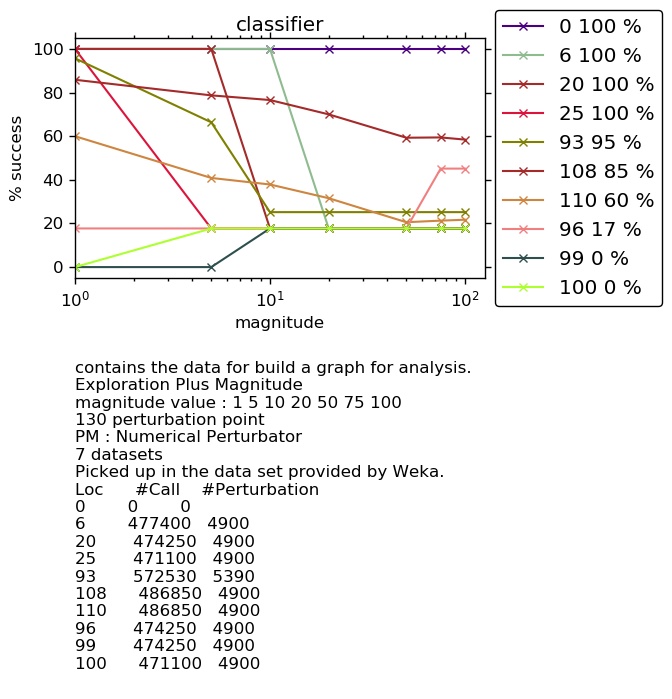 classifier
100
80
60
40
20
0
% success
10^0
10^1
10^2
magnitude
0 100 %
6 100 %
20 100 %
25 100 %
93 95 %
108 85 %
110 60 %
96 17 %
99 0 %
100 0 %
contains the data for build a graph for analysis.
Exploration Plus Magnitude
magnitude value : 1 5 10 20 50 75 100
130 perturbation point
PM : Numerical Perturbator
7 datasets
Picked up in the data set provided by Weka.
Loc #Call #Perturbation
0 0 0
6 477400 4900
20 474250 4900
25 471100 4900
93 572530 5390
108 486850 4900
110 486850 4900
96 474250 4900
99 474250 4900
100 471100 4900